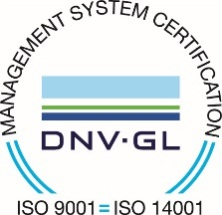 MANAGEMENT SYSTEM CERTIFICATION
DNV·GL
ISO 9001=ISO 14001